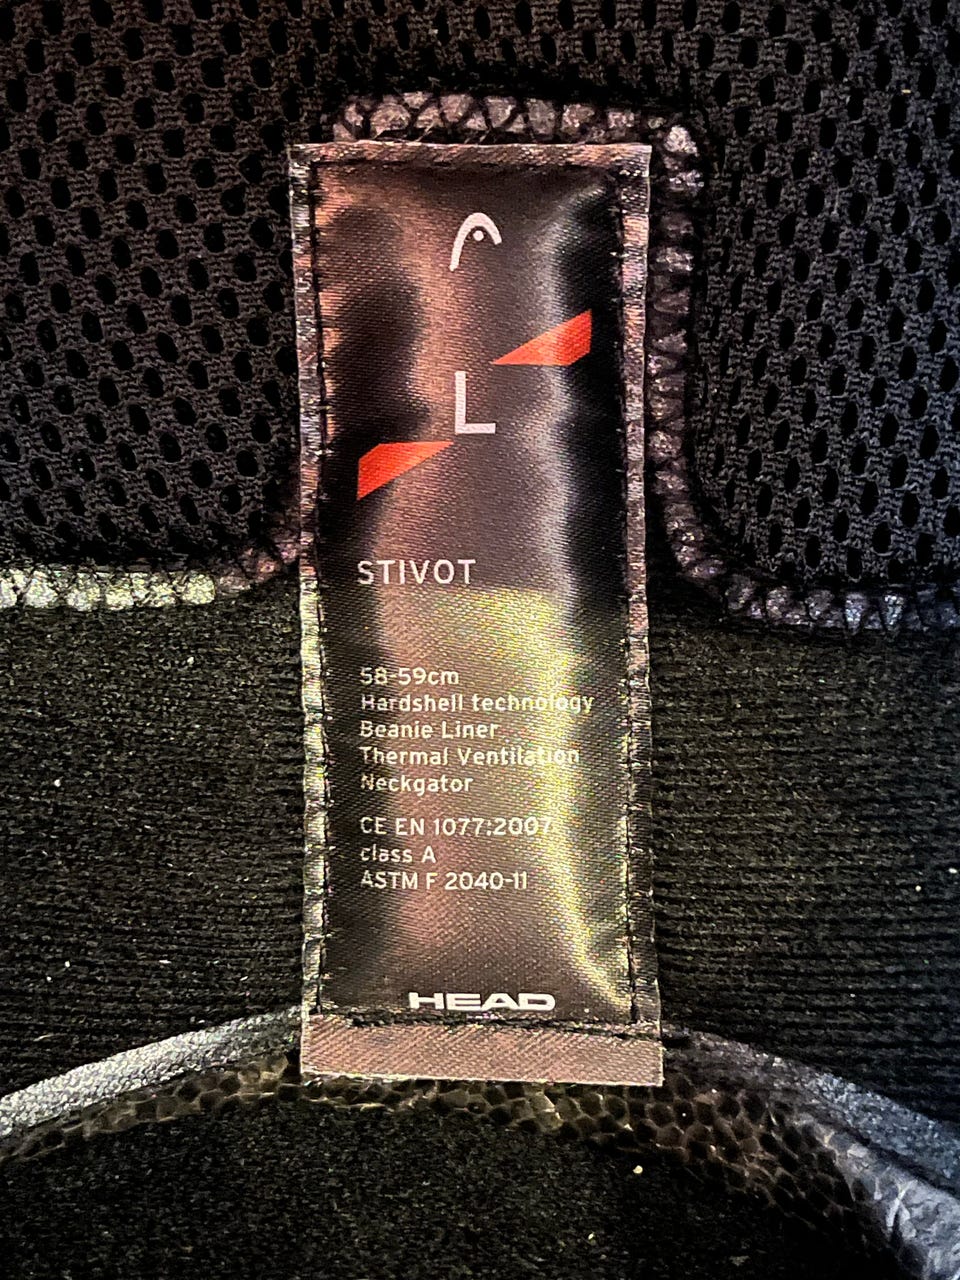 L
STIVOT
58-59cm
Hardshell technology
Beanie Liner
Thermal Ventilation
Neckgator
CE EN 1077:2007
class A
ASTM F 2040-11
HEAD